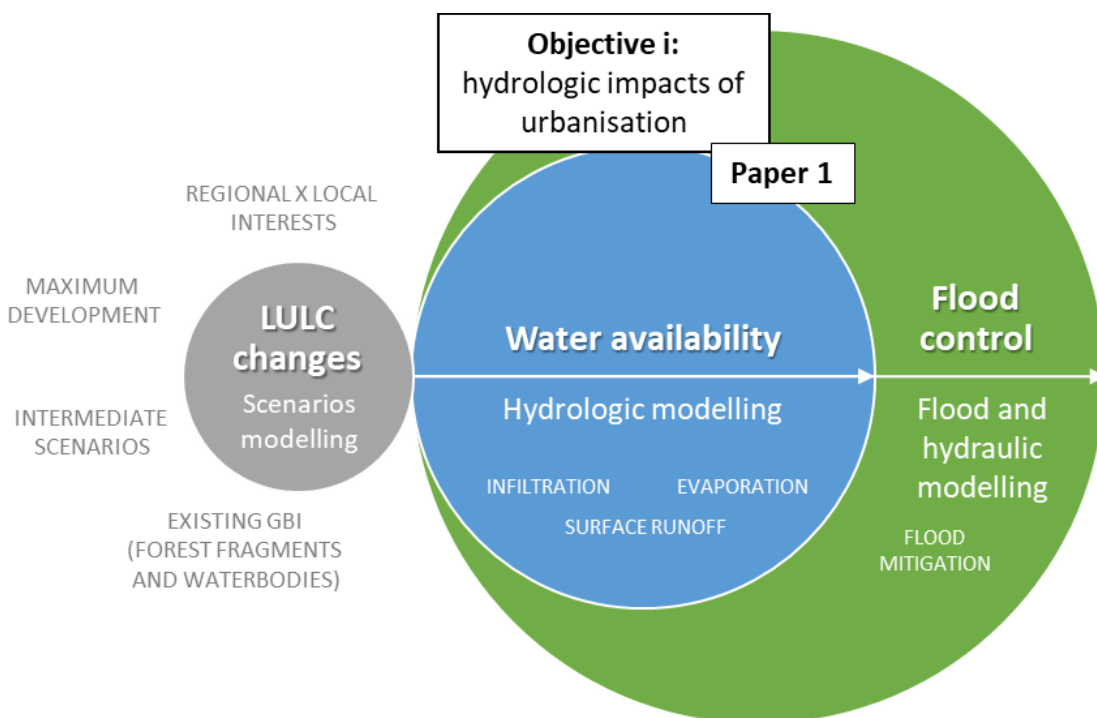 Objective i:
hydrologic impacts of
urbanisation
Paper 1
REGIONAL X LOCAL
INTERESTS
MAXIMUM
DEVELOPMENT
INTERMEDIATE
SCENARIOS
EXISTING GBI
(FOREST FRAGMENTS
AND WATERBODIES)
LULC
changes
Scenarios
modelling
Water availability
Hydrologic modelling
INFILTRATION
EVAPORATION
SURFACE RUNOFF
Flood
control
Flood and
hydraulic
modelling
FLOOD
MITIGATION